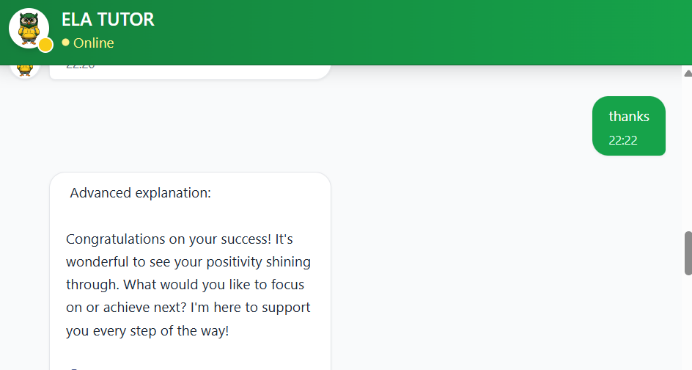 ELA TUTOR
Online
thanks
22:22
Advanced explanation:
Congratulations on your success! It's
wonderful to see your positivity shining
through. What would you like to focus
on or achieve next? I'm here to support
you every step of the way!